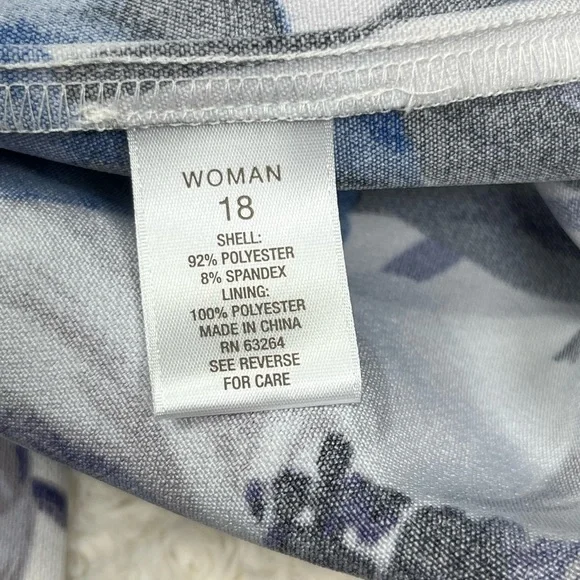 WOMAN
18
SHELL:
92% POLYESTER
8% SPANDEX
LINING:
100% POLYESTER
MADE IN CHINA
RN 63264
SEE REVERSE
FOR CARE